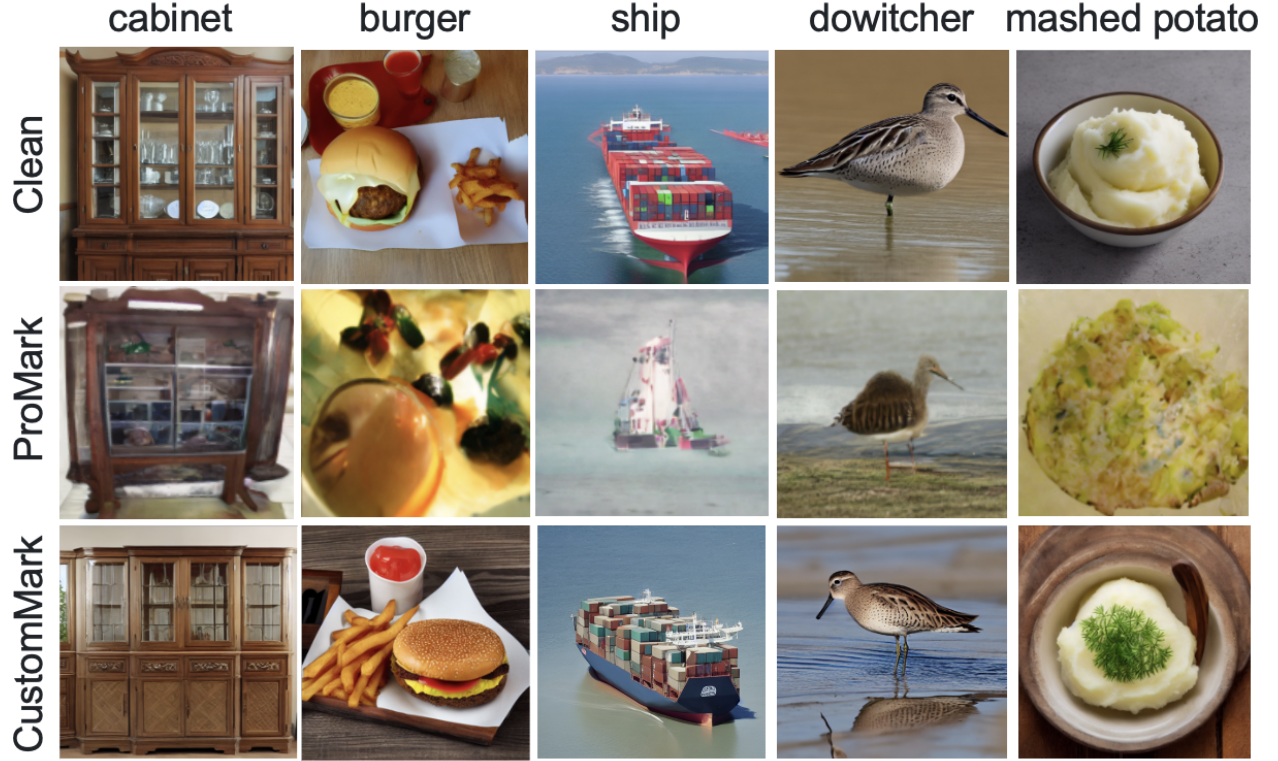 cabinet burger ship dowitcher mashed potato
Clean
ProMark
CustomMark